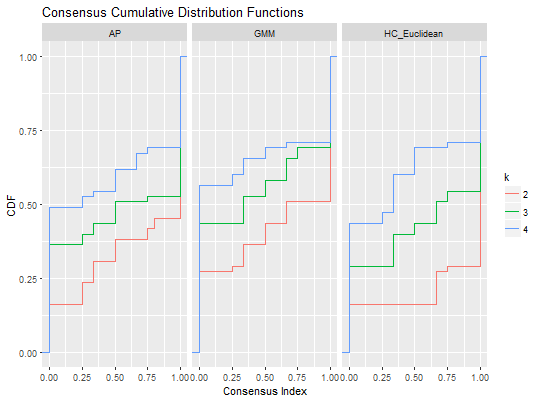 Consensus Cumulative Distribution Functions
AP GMM HC_Euclidean
1.00
0.75
0.50
0.25
0.00
CDF
0.00 0.25 0.50 0.75 1.00 0.00 0.25 0.50 0.75 1.00 0.00 0.25 0.50 0.75 1.00
Consensus Index
k
2
3
4